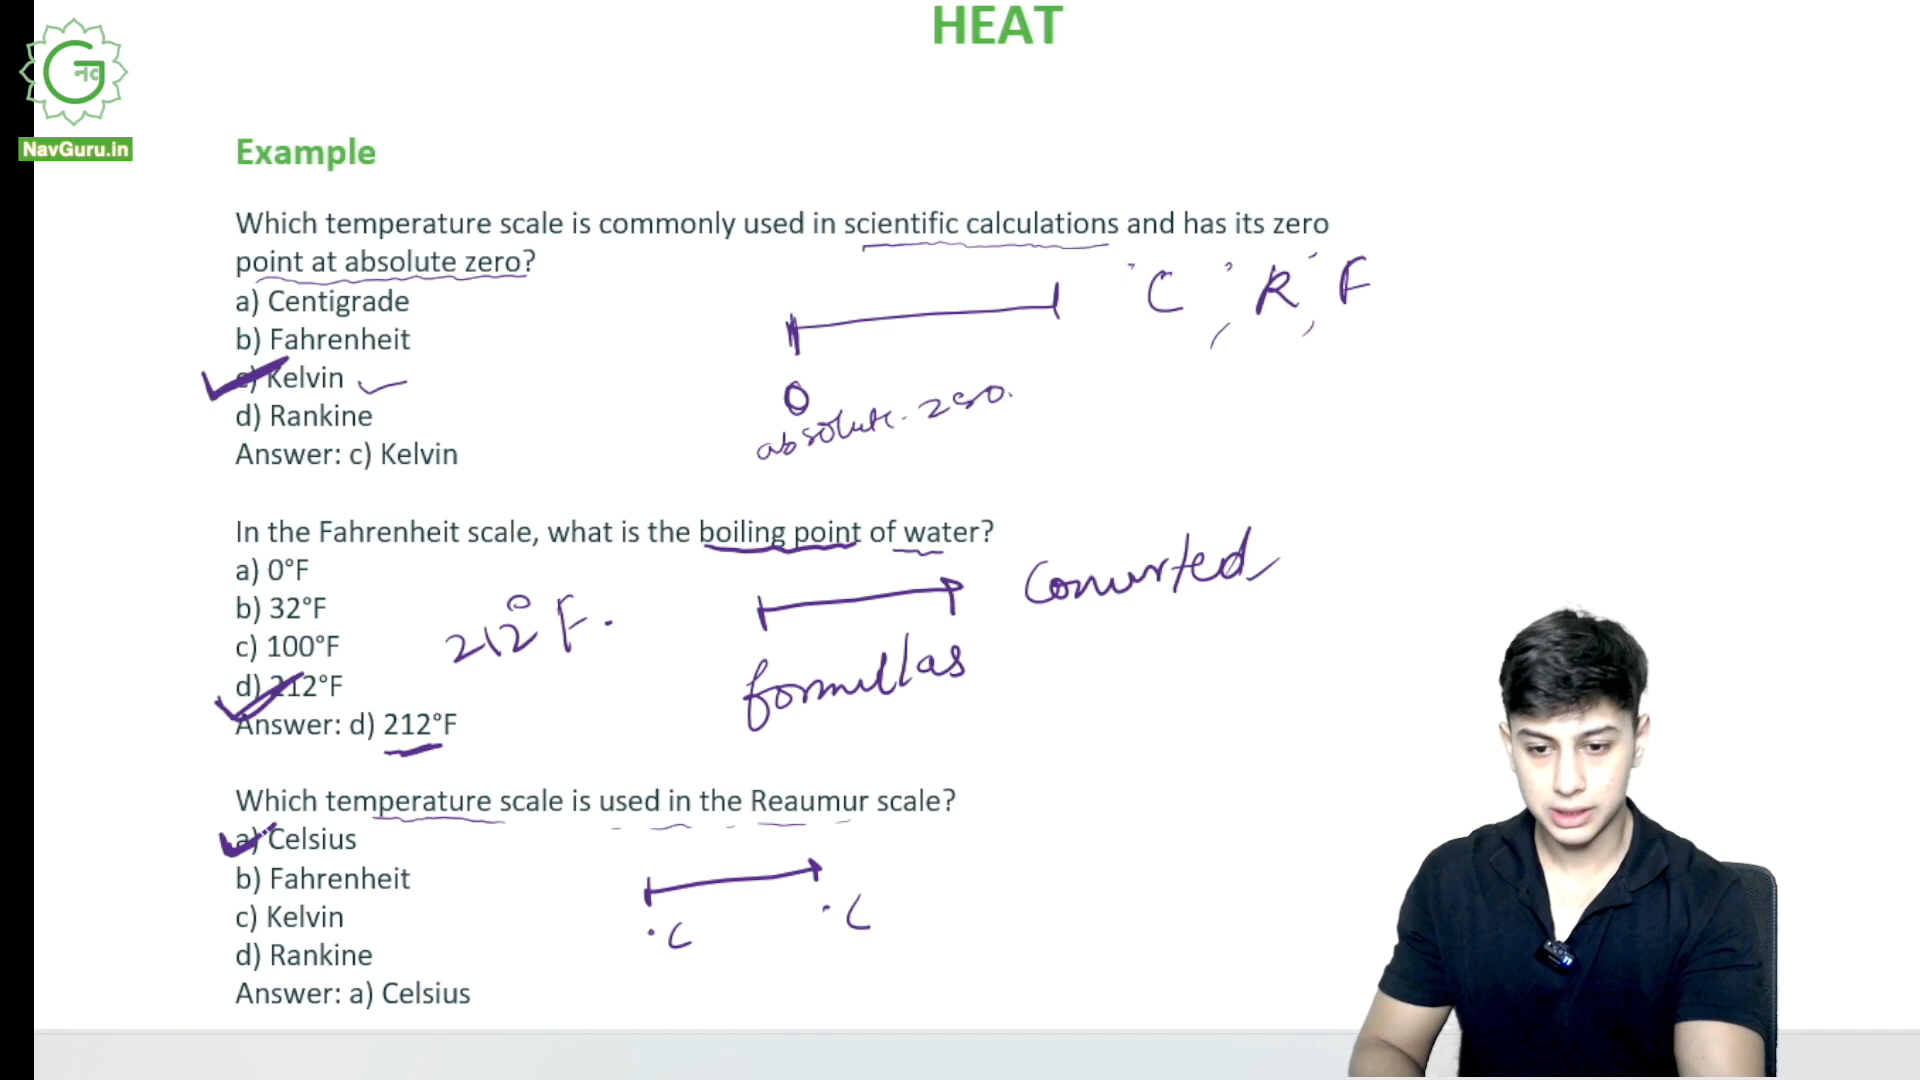 HEAT
नव
NavGuru.in
Example
Which temperature scale is commonly used in scientific calculations and has its zero
point at absolute zero?
°C, °R, °F
a) Centigrade
b) Fahrenheit
c) Kelvin
d) Rankine
0
absolute
Answer: c) Kelvin
In the Fahrenheit scale, what is the boiling point of water?
a) 0°F
Converted
b) 32°F
212°F.
c) 100°F
formullas
d) 212°F
Answer: d) 212°F
Which temperature scale is used in the Reaumur scale?
a) Celsius
b) Fahrenheit
c) Kelvin
°C °C
d) Rankine
Answer: a) Celsius